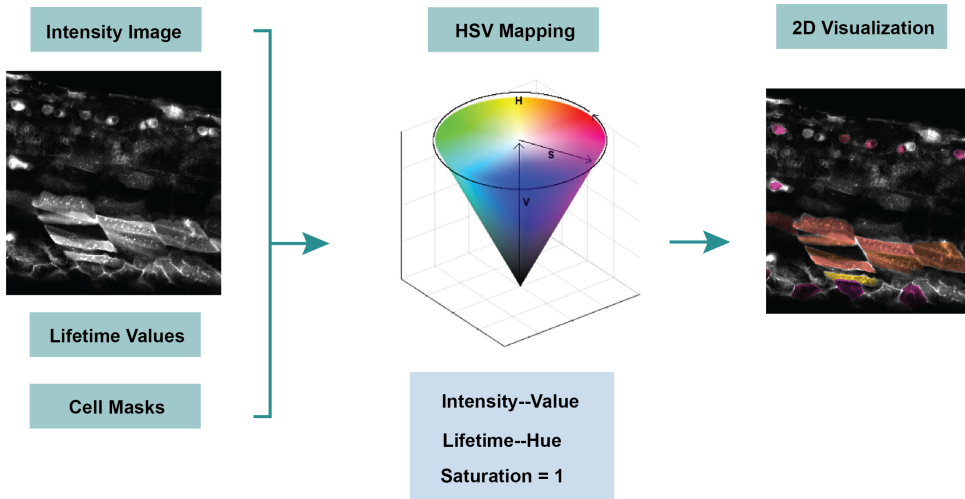 Intensity Image
Lifetime Values
Cell Masks
HSV Mapping
H
S
V
Intensity--Value
Lifetime--Hue
Saturation = 1
2D Visualization